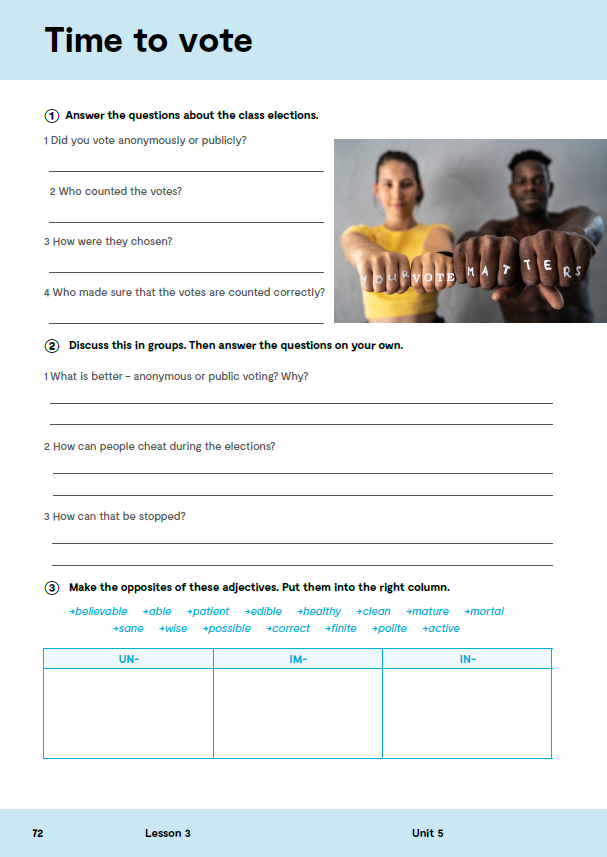 Time to vote
1 Answer the questions about the class elections.
1 Did you vote anonymously or publicly?
2 Who counted the votes?
3 How were they chosen?
4 Who made sure that the votes are counted correctly?
YOUR VOTE MATTERS
2 Discuss this in groups. Then answer the questions on your own.
1 What is better – anonymous or public voting? Why?
2 How can people cheat during the elections?
3 How can that be stopped?
3 Make the opposites of these adjectives. Put them into the right column.
→believable →able →patient →edible →healthy →clean →mature →mortal
→sane →wise →possible →correct →finite →polite →active
UN- IM- IN-
72 Lesson 3 Unit 5